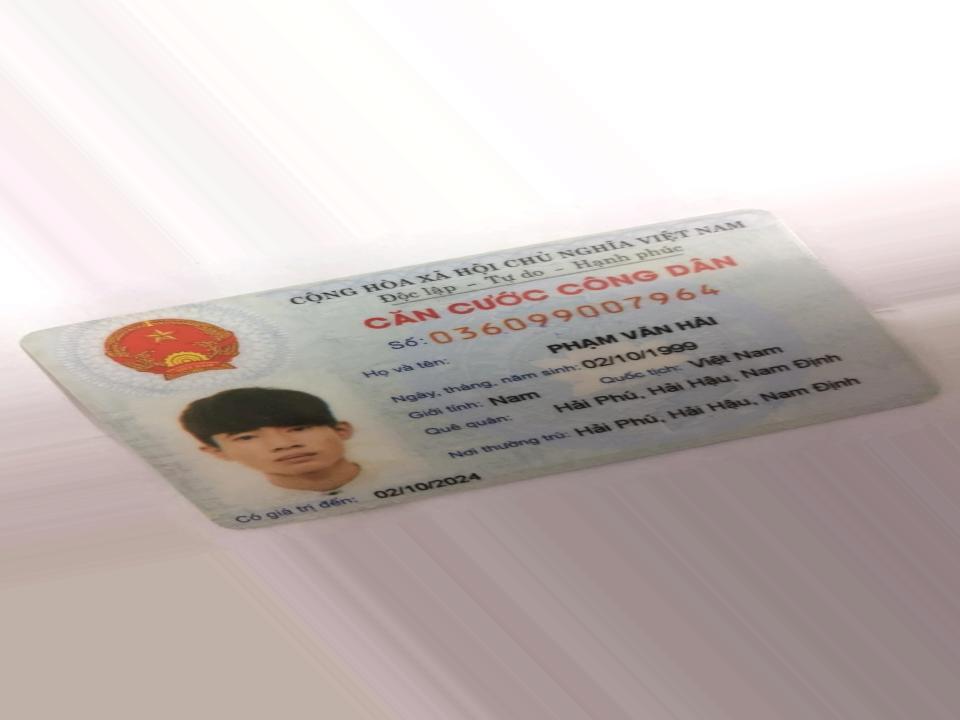 CỘNG HÒA XÃ HỘI CHỦ NGHĨA VIỆT NAM
Độc lập - Tự do - Hạnh phúc
CĂN CƯỚC CÔNG DÂN
Số: 036099007964
Họ và tên: PHẠM VĂN HẢI
Ngày, tháng, năm sinh: 02/10/1999
Giới tính: Nam Quốc tịch: Việt Nam
Quê quán: Hải Phú, Hải Hậu, Nam Định
Nơi thường trú: Hải Phú, Hải Hậu, Nam Định
Có giá trị đến: 02/10/2024